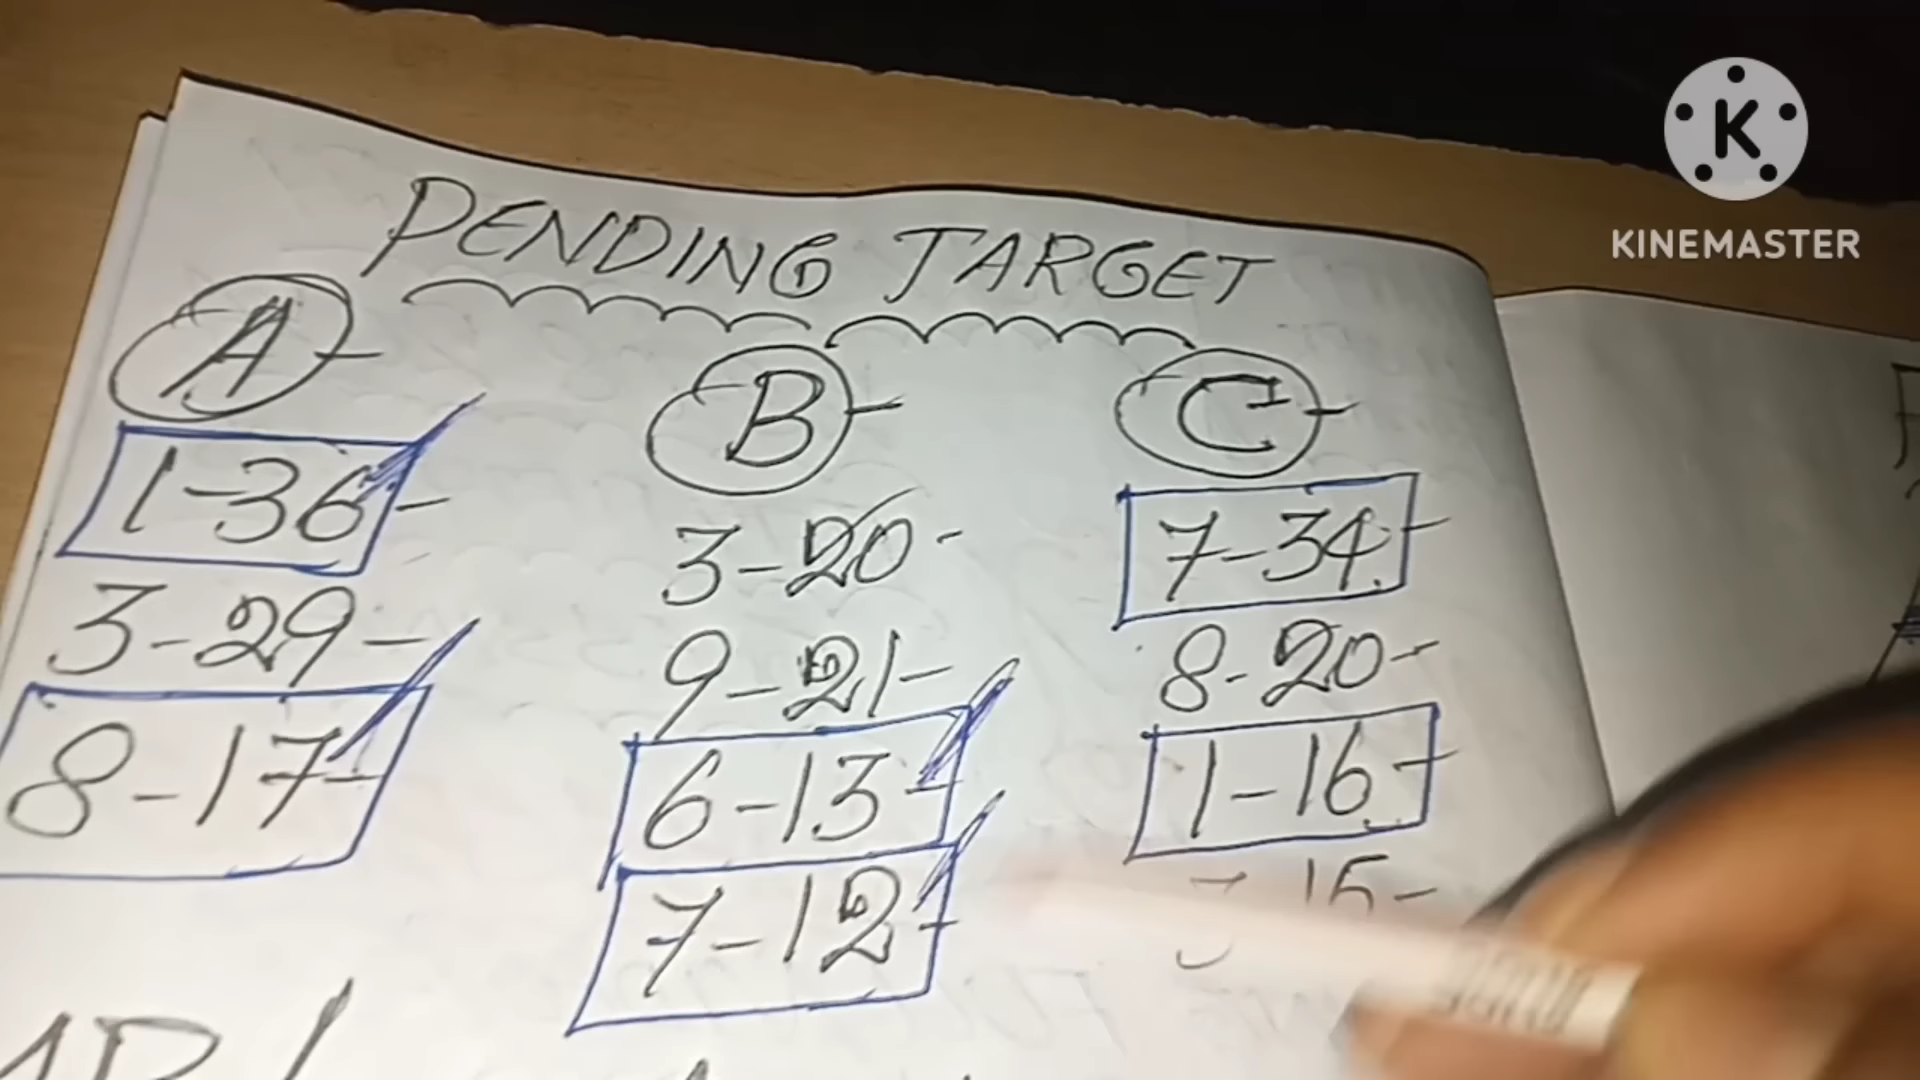 KINEMASTER
PENDING TARGET
A-
B-
C-
1-36-
3-29-
8-17-
3-20-
9-21-
6-13-
7-12-
7-34-
8-20-
1-16-
15-